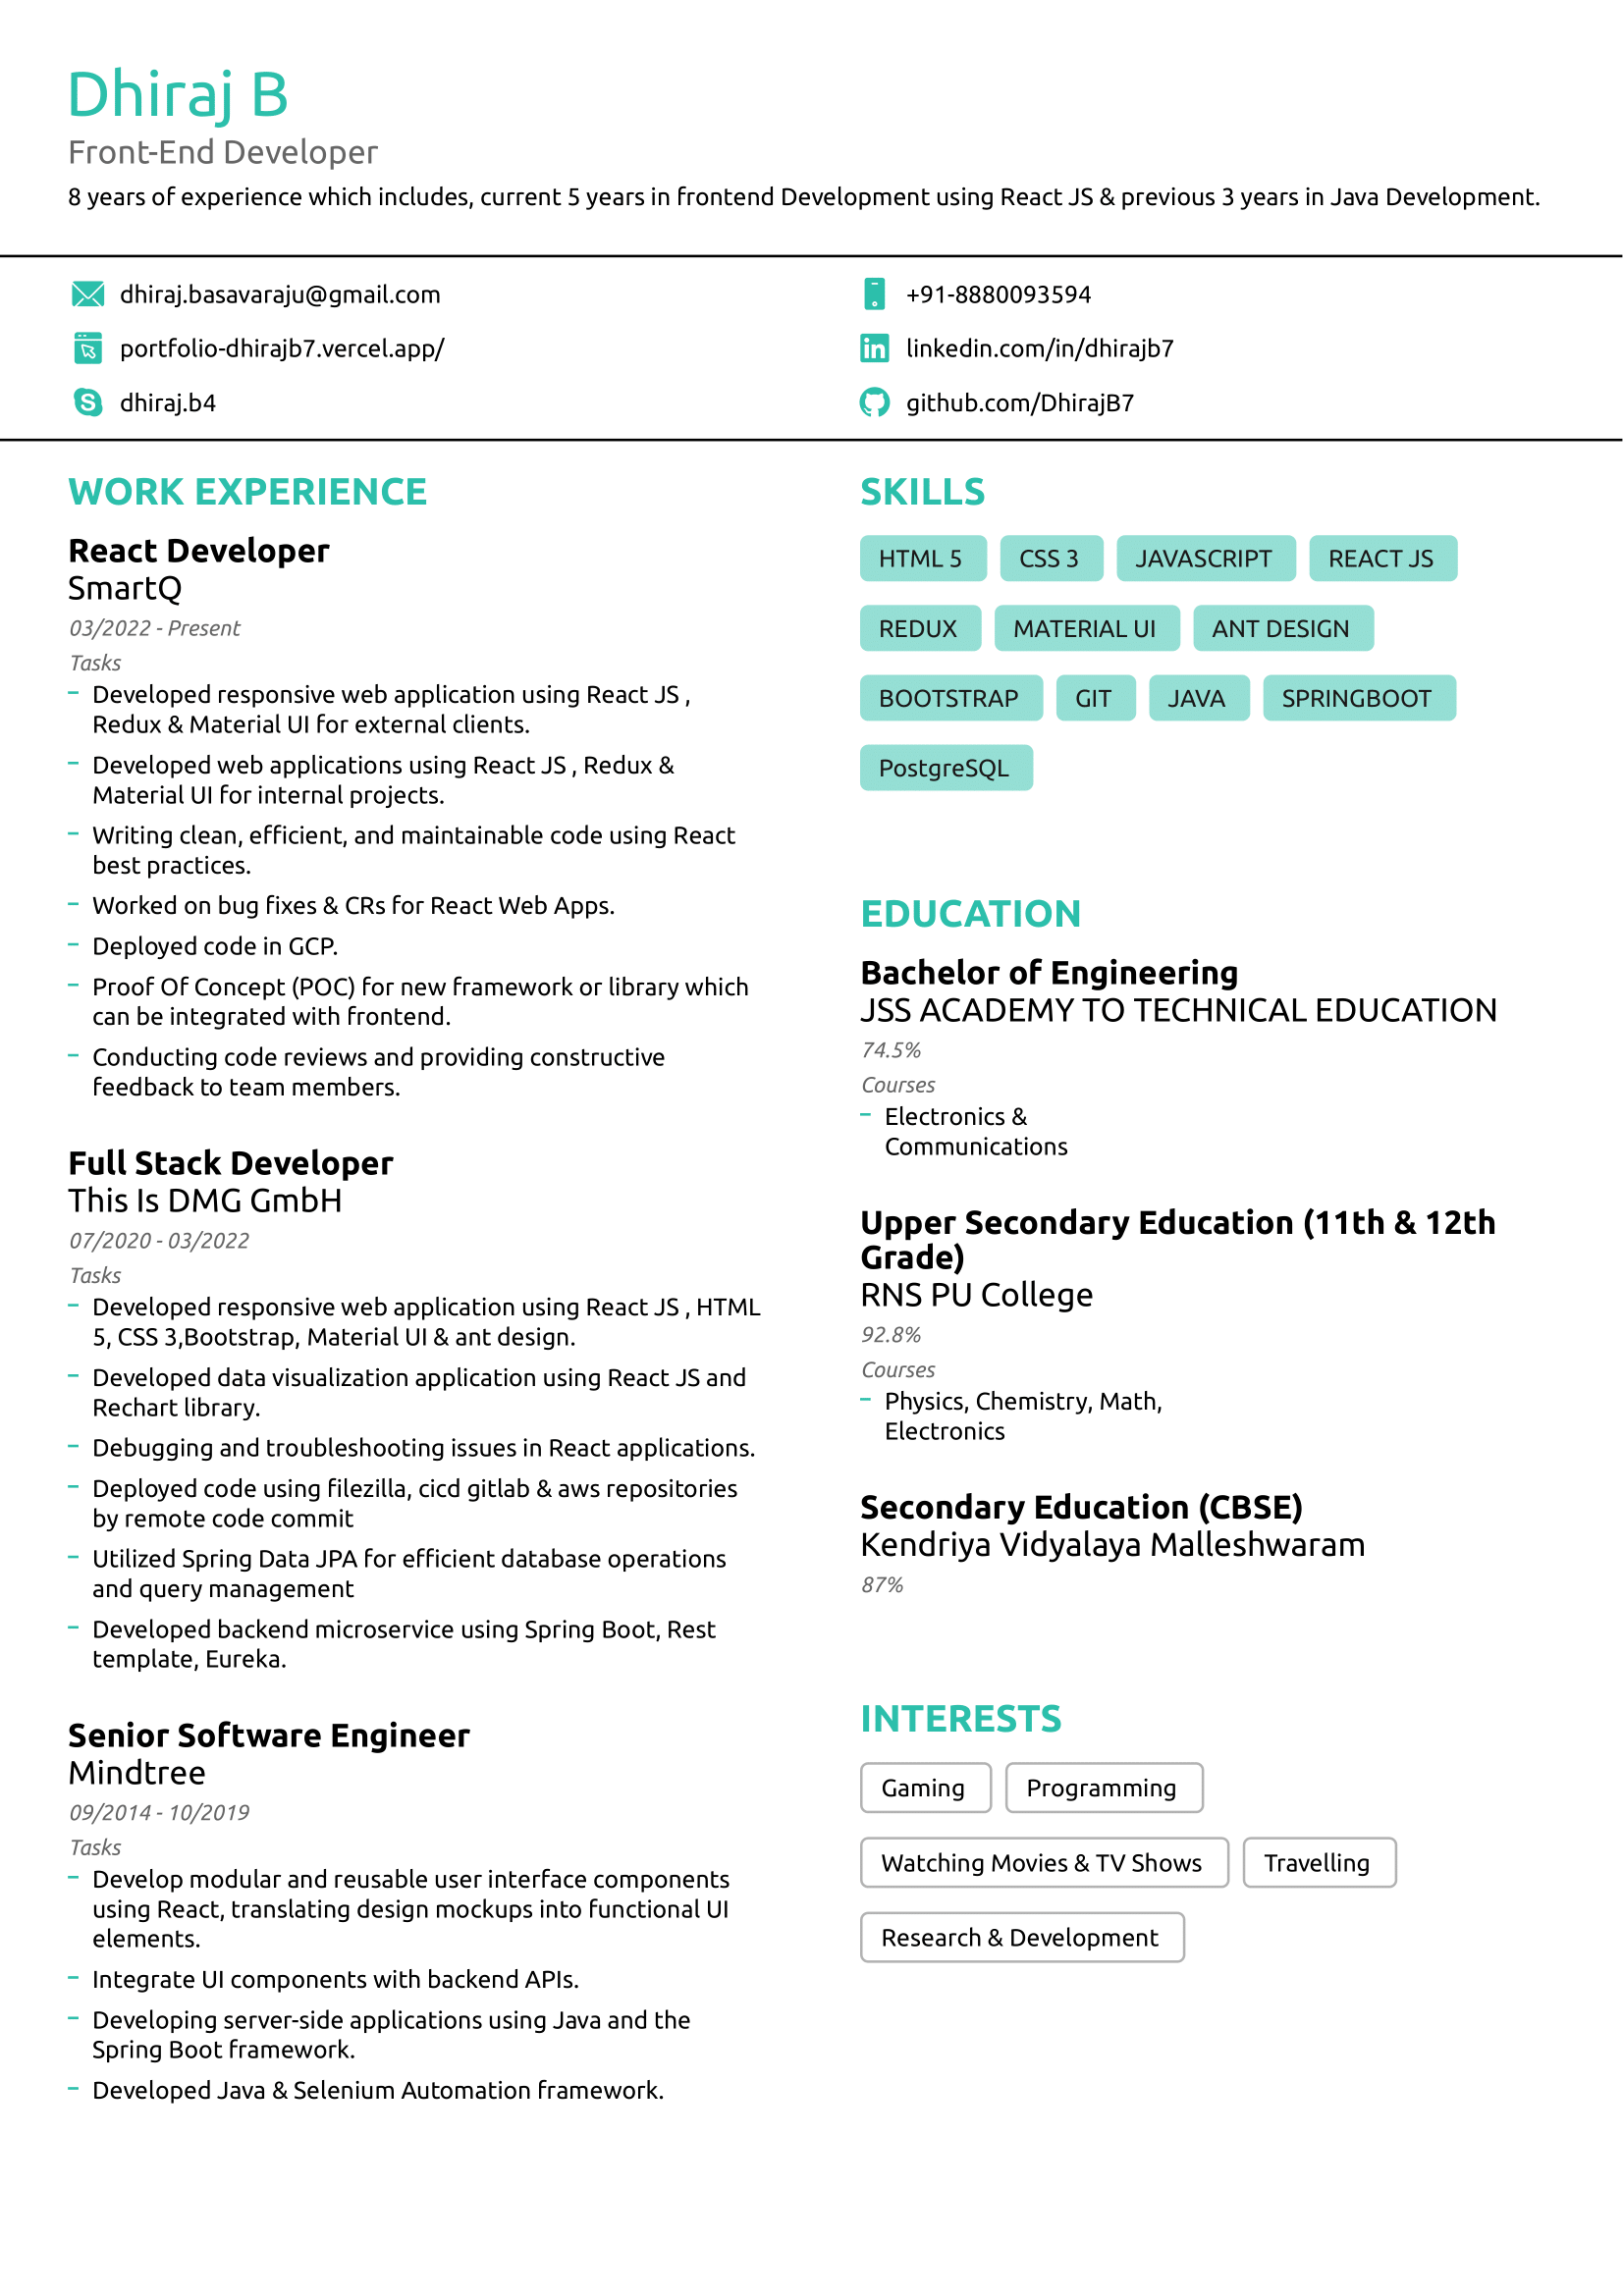 Dhiraj B
Front-End Developer
8 years of experience which includes, current 5 years in frontend Development using React JS & previous 3 years in Java Development.
dhiraj.basavaraju@gmail.com
+91-8880093594
portfolio-dhirajb7.vercel.app/
linkedin.com/in/dhirajb7
dhiraj.b4
github.com/DhirajB7
WORK EXPERIENCE
React Developer
SmartQ
03/2022 - Present
Tasks
– Developed responsive web application using React JS ,
Redux & Material UI for external clients.
– Developed web applications using React JS , Redux &
Material UI for internal projects.
– Writing clean, efficient, and maintainable code using React
best practices.
– Worked on bug fixes & CRs for React Web Apps.
– Deployed code in GCP.
– Proof Of Concept (POC) for new framework or library which
can be integrated with frontend.
– Conducting code reviews and providing constructive
feedback to team members.
Full Stack Developer
This Is DMG GmbH
07/2020 - 03/2022
Tasks
– Developed responsive web application using React JS , HTML
5, CSS 3,Bootstrap, Material UI & ant design.
– Developed data visualization application using React JS and
Rechart library.
– Debugging and troubleshooting issues in React applications.
– Deployed code using filezilla, cicd gitlab & aws repositories
by remote code commit
– Utilized Spring Data JPA for efficient database operations
and query management
– Developed backend microservice using Spring Boot, Rest
template, Eureka.
Senior Software Engineer
Mindtree
09/2014 - 10/2019
Tasks
– Develop modular and reusable user interface components
using React, translating design mockups into functional UI
elements.
– Integrate UI components with backend APIs.
– Developing server-side applications using Java and the
Spring Boot framework.
– Developed Java & Selenium Automation framework.
SKILLS
HTML 5 CSS 3 JAVASCRIPT REACT JS
REDUX MATERIAL UI ANT DESIGN
BOOTSTRAP GIT JAVA SPRINGBOOT
PostgreSQL
EDUCATION
Bachelor of Engineering
JSS ACADEMY TO TECHNICAL EDUCATION
74.5%
Courses
– Electronics &
Communications
Upper Secondary Education (11th & 12th
Grade)
RNS PU College
92.8%
Courses
– Physics, Chemistry, Math,
Electronics
Secondary Education (CBSE)
Kendriya Vidyalaya Malleshwaram
87%
INTERESTS
Gaming Programming
Watching Movies & TV Shows Travelling
Research & Development